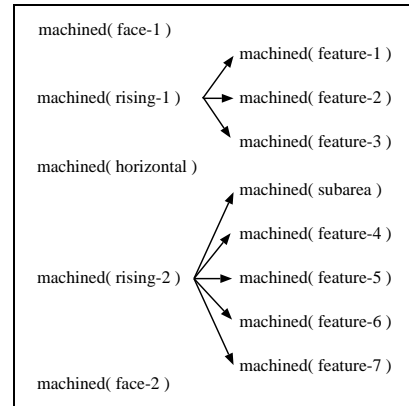 machined( face-1 )
machined( feature-1 )
machined( rising-1 )
machined( feature-2 )
machined( feature-3 )
machined( horizontal )
machined( subarea )
machined( feature-4 )
machined( rising-2 )
machined( feature-5 )
machined( feature-6 )
machined( feature-7 )
machined( face-2 )